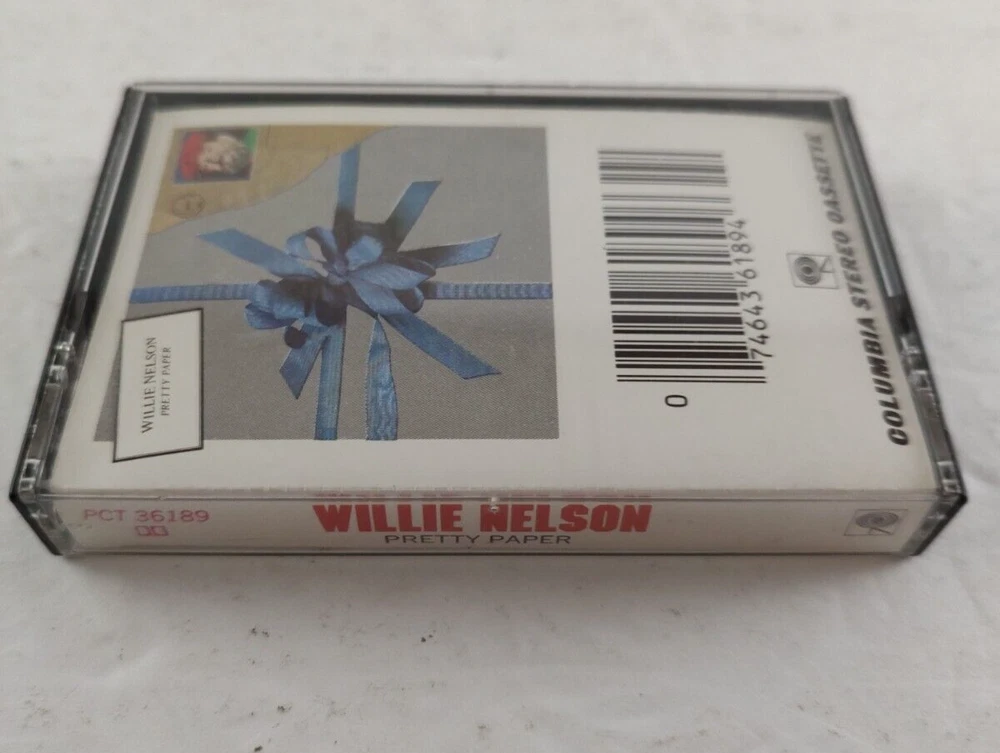 WILLIE NELSON
PRETTY PAPER
0
74643 61894
COLUMBIA STEREO CASSETTE
PCT 36189
WILLIE NELSON
PRETTY PAPER